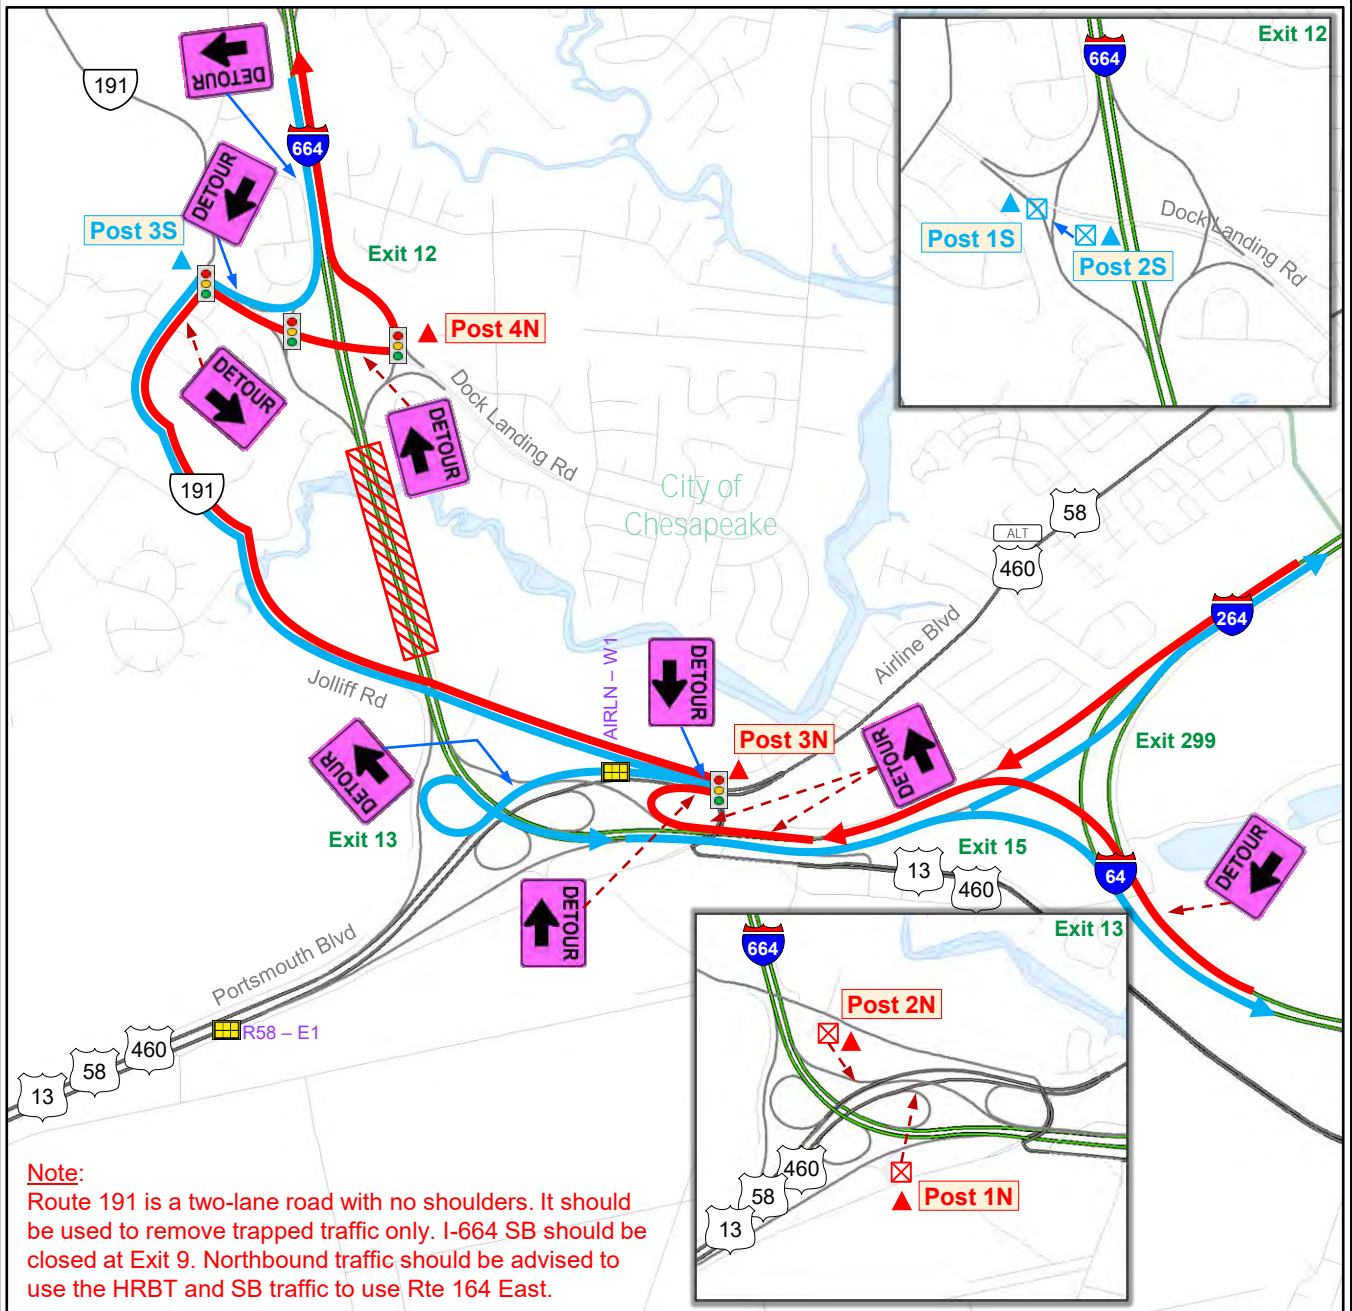 Exit 12
664
DETOUR
191
664
DETOUR
Post 3S
Exit 12
Dock Landing Rd
Post 1S
Post 2S
Post 4N
DETOUR
Dock Landing Rd
DETOUR
191
City of
Chesapeake
58
ALT
460
264
Airline Blvd
Jolliff Rd
AIRLN – W1
DETOUR
Post 3N
DETOUR
Exit 299
DETOUR
Exit 13
Exit 15
13
460
64
DETOUR
DETOUR
Portsmouth Blvd
Exit 13
664
Post 2N
R58 – E1
460
58
13
460
58
13
Post 1N
Note:
Route 191 is a two-lane road with no shoulders. It should
be used to remove trapped traffic only. I-664 SB should be
closed at Exit 9. Northbound traffic should be advised to
use the HRBT and SB traffic to use Rte 164 East.